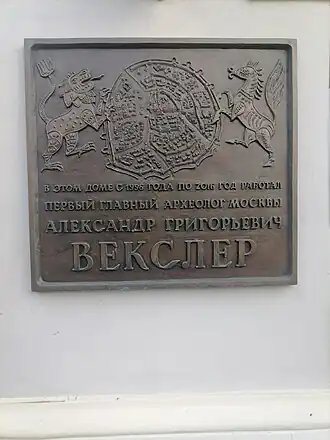 В ЭТОМ ДОМЕ С 1996 ГОДА ПО 2016 ГОД РАБОТАЛ
ПЕРВЫЙ ГЛАВНЫЙ АРХЕОЛОГ МОСКВЫ
АЛЕКСАНДР ГРИГОРЬЕВИЧ
ВЕКСЛЕР